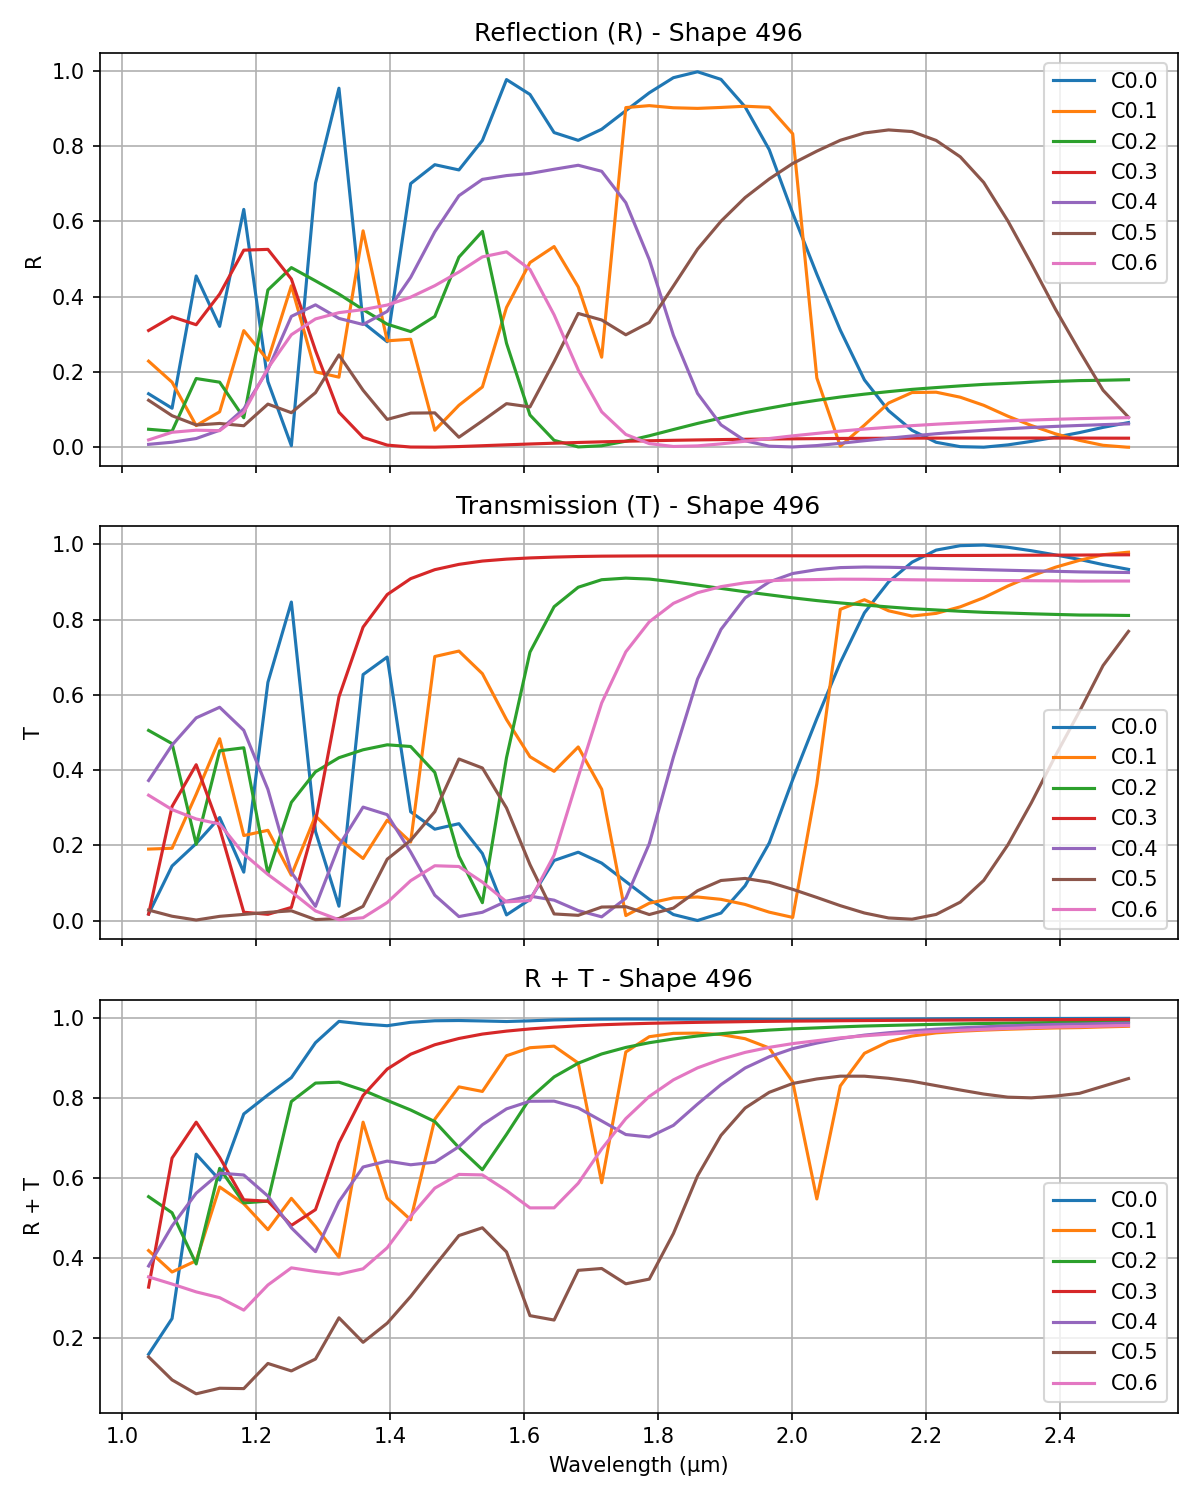 Reflection (R) - Shape 496
1.0
0.8
0.6
0.4
0.2
0.0
R
C0.0
C0.1
C0.2
C0.3
C0.4
C0.5
C0.6
Transmission (T) - Shape 496
1.0
0.8
0.6
0.4
0.2
0.0
T
C0.0
C0.1
C0.2
C0.3
C0.4
C0.5
C0.6
R + T - Shape 496
1.0
0.8
0.6
0.4
0.2
R + T
C0.0
C0.1
C0.2
C0.3
C0.4
C0.5
C0.6
1.0 1.2 1.4 1.6 1.8 2.0 2.2 2.4
Wavelength (μm)